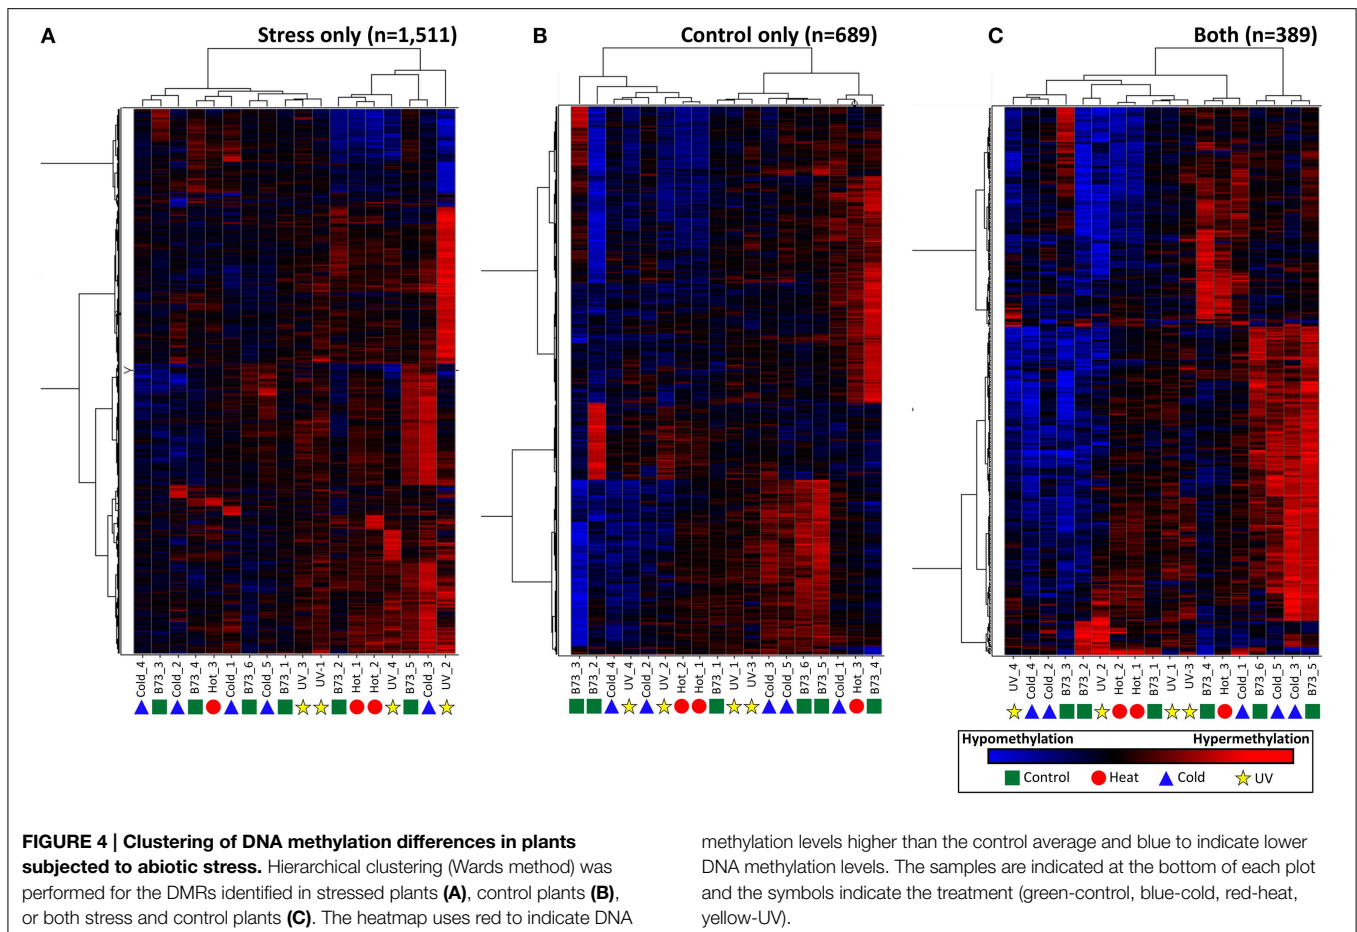 A
Stress only (n=1,511)
B
Control only (n=689)
C
Both (n=389)
Cold_4
B73_3
Cold_2
B73_4
Hot_3
Cold_1
B73_6
Cold_5
B73_1
UV_3
UV-1
B73_2
Hot_1
Hot_2
UV_4
B73_5
Cold_3
UV_2
B73_3
B73_2
Cold_4
UV_4
Cold_2
UV_2
Hot_2
Hot_1
B73_1
UV_1
UV-3
Cold_3
Cold_5
B73_6
B73_5
Cold_1
Hot_3
B73_4
UV_4
Cold_4
Cold_2
B73_3
B73_2
UV_2
Hot_2
Hot_1
B73_1
UV_1
UV-3
B73_4
Hot_3
Cold_1
B73_6
Cold_5
Cold_3
B73_5
Hypomethylation Hypermethylation
Control Heat Cold UV
FIGURE 4 | Clustering of DNA methylation differences in plants
subjected to abiotic stress. Hierarchical clustering (Wards method) was
performed for the DMRs identified in stressed plants (A), control plants (B),
or both stress and control plants (C). The heatmap uses red to indicate DNA
methylation levels higher than the control average and blue to indicate lower
DNA methylation levels. The samples are indicated at the bottom of each plot
and the symbols indicate the treatment (green-control, blue-cold, red-heat,
yellow-UV).